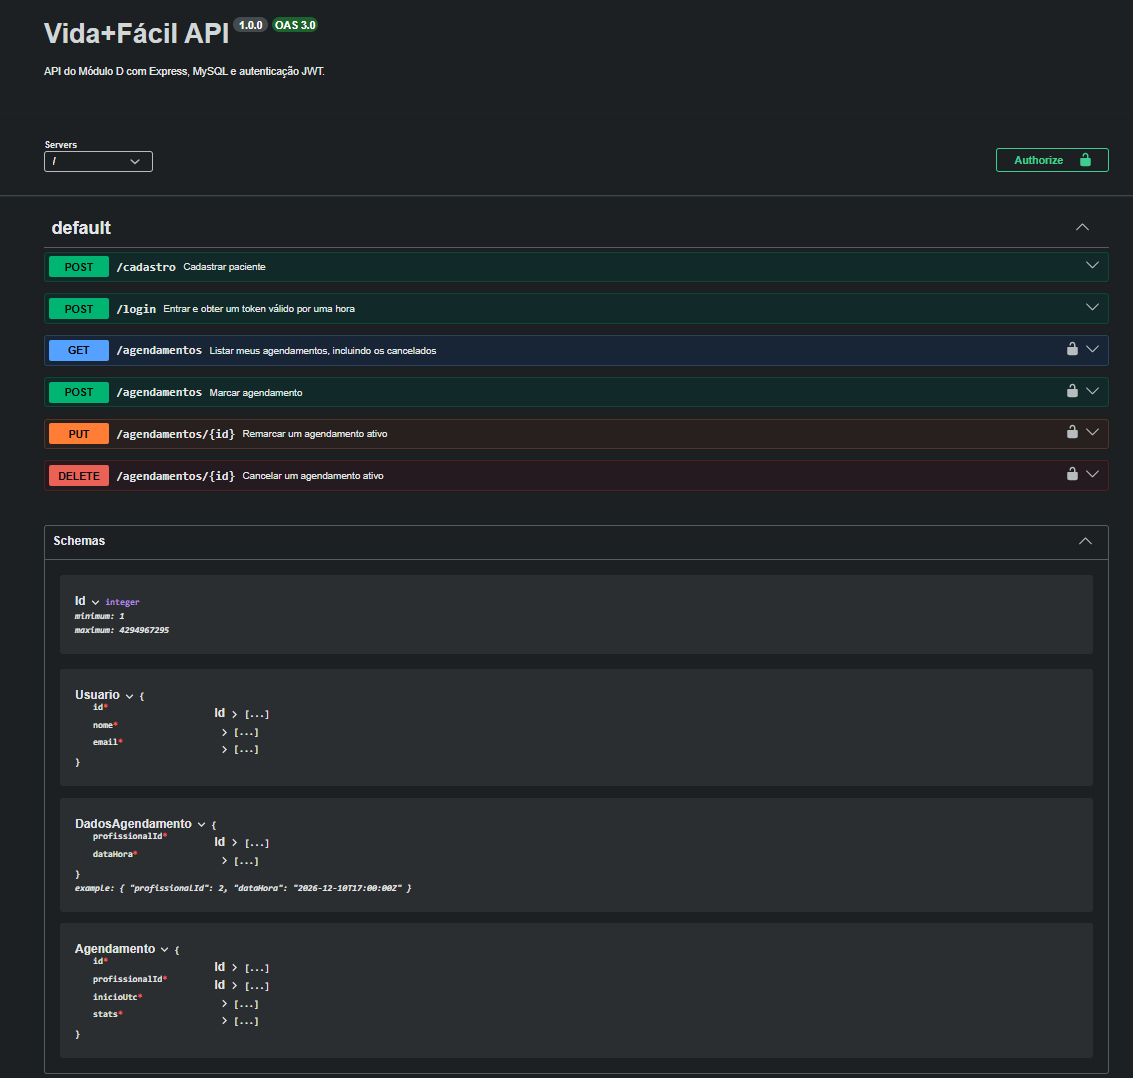 Vida+Fácil API 1.0.0 OAS 3.0
API do Módulo D com Express, MySQL e autenticação JWT.
Servers
/
Authorize
default
POST /cadastro Cadastrar paciente
POST /login Entrar e obter um token válido por uma hora
GET /agendamentos Listar meus agendamentos, incluindo os cancelados
POST /agendamentos Marcar agendamento
PUT /agendamentos/{id} Remarcar um agendamento ativo
DELETE /agendamentos/{id} Cancelar um agendamento ativo
Schemas
Id integer
minimum: 1
maximum: 4294967295
Usuario {
id* Id > [...]
nome* > [...]
email* > [...]
}
DadosAgendamento {
profissionalId* Id > [...]
dataHora* > [...]
}
example: { "profissionalId": 2, "dataHora": "2026-12-10T17:00:00Z" }
Agendamento {
id* Id > [...]
profissionalId* Id > [...]
inicioUtc* > [...]
stats* > [...]
}